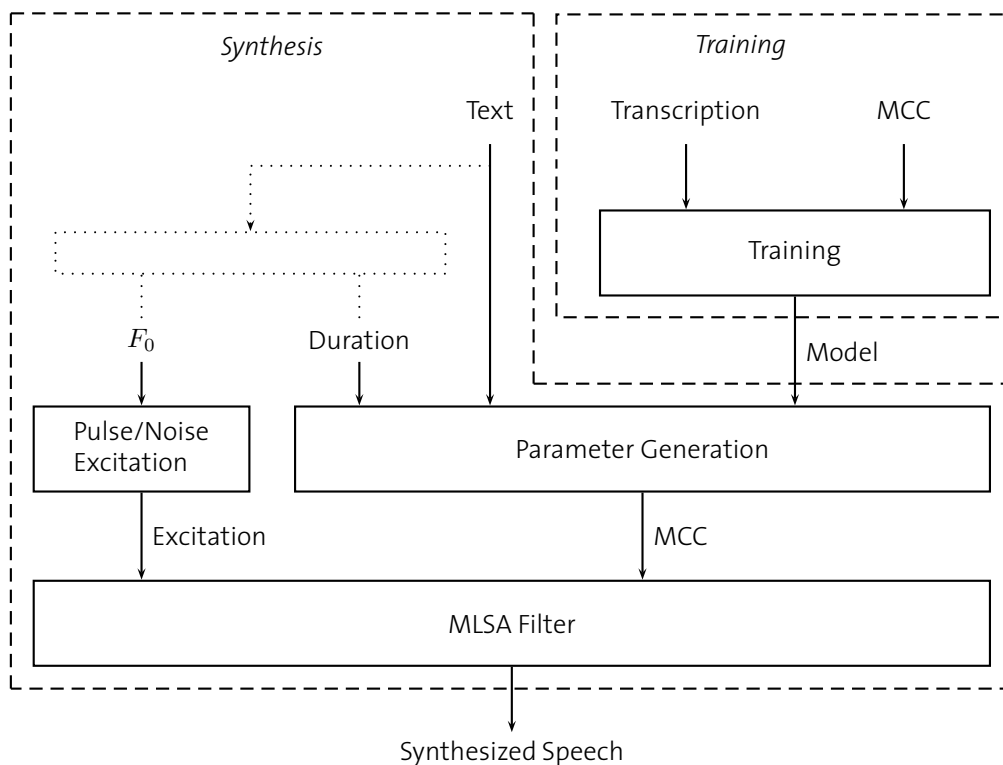 Synthesis
Training
Text
Transcription
MCC
Training
F₀
Duration
Model
Pulse/Noise
Excitation
Parameter Generation
Excitation
MCC
MLSA Filter
Synthesized Speech